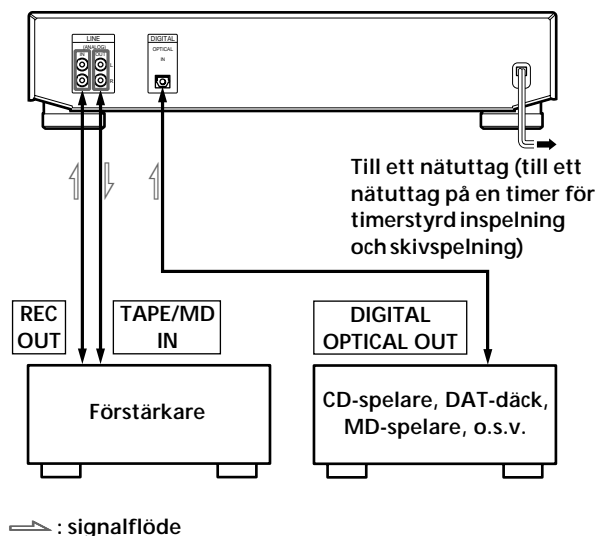 LINE
(ANALOG)
IN OUT
L
R
DIGITAL
OPTICAL
IN
Till ett nätuttag (till ett
nätuttag på en timer för
timerstyrd inspelning
och skivspelning)
REC
OUT
TAPE/MD
IN
DIGITAL
OPTICAL OUT
Förstärkare
CD-spelare, DAT-däck,
MD-spelare, o.s.v.
: signalflöde